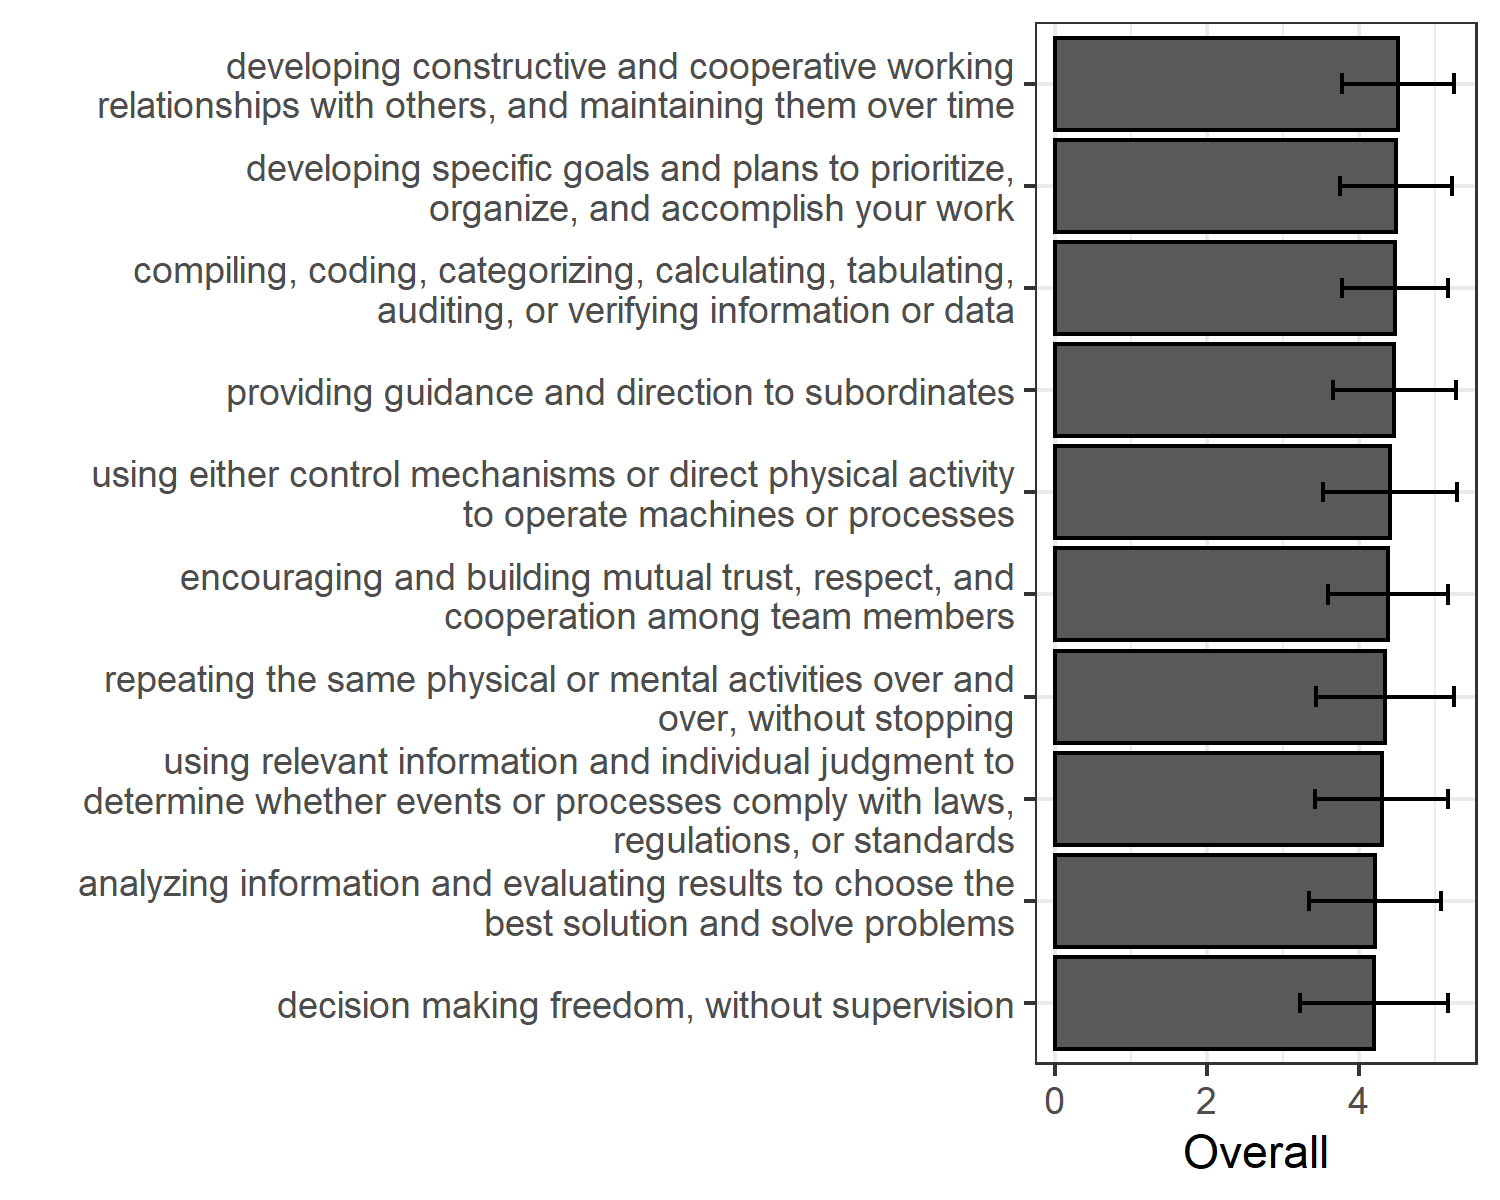 developing constructive and cooperative working
relationships with others, and maintaining them over time
developing specific goals and plans to prioritize,
organize, and accomplish your work
compiling, coding, categorizing, calculating, tabulating,
auditing, or verifying information or data
providing guidance and direction to subordinates
using either control mechanisms or direct physical activity
to operate machines or processes
encouraging and building mutual trust, respect, and
cooperation among team members
repeating the same physical or mental activities over and
over, without stopping
using relevant information and individual judgment to
determine whether events or processes comply with laws,
regulations, or standards
analyzing information and evaluating results to choose the
best solution and solve problems
decision making freedom, without supervision
0 2 4
Overall